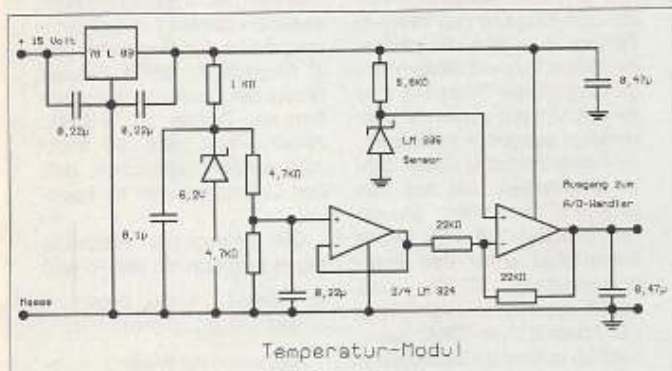 + 15 Volt
78 L 09
1 KΩ
5,6KΩ
0,47µ
0,22µ
0,22µ
LM 335
Sensor
4,7KΩ
6,2V
Ausgang zum
A/D-Wandler
0,1µ
4,7KΩ
+
-
22KΩ
-
+
22KΩ
0,22µ
2/4 LM 324
0,47µ
Masse
Temperatur-Modul